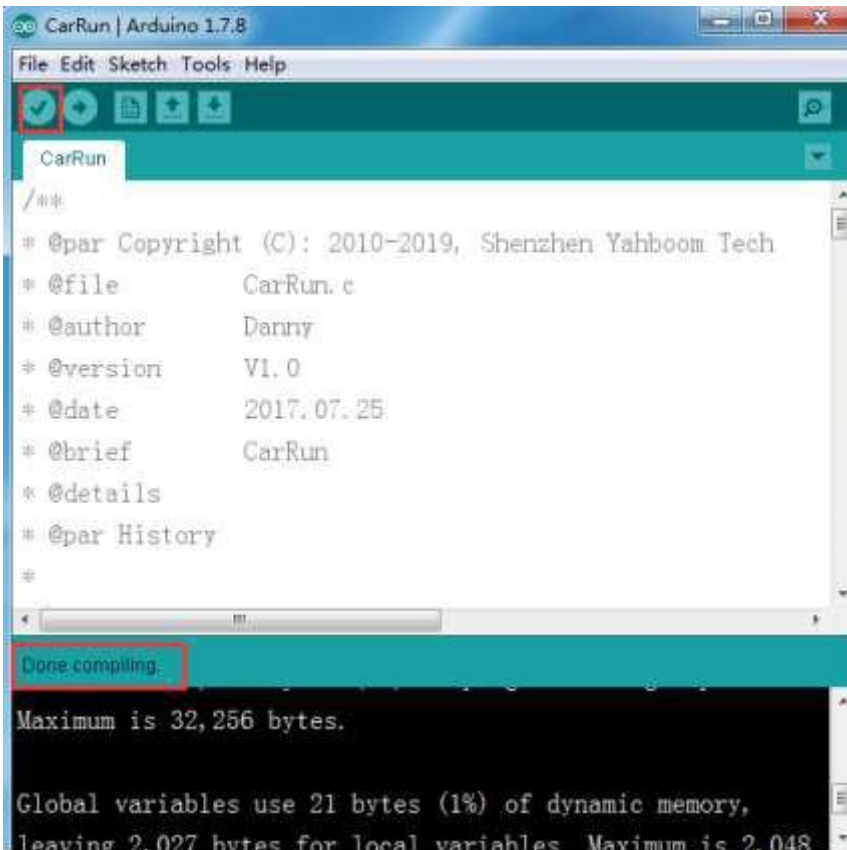 CarRun | Arduino 1.7.8
File Edit Sketch Tools Help
CarRun
/**
* @par Copyright (C): 2010-2019, Shenzhen Yahboom Tech
* @file CarRun.c
* @author Danny
* @version V1.0
* @date 2017.07.25
* @brief CarRun
* @details
* @par History
*
Done compiling.
Maximum is 32,256 bytes.
Global variables use 21 bytes (1%) of dynamic memory,
leaving 2,027 bytes for local variables. Maximum is 2,048